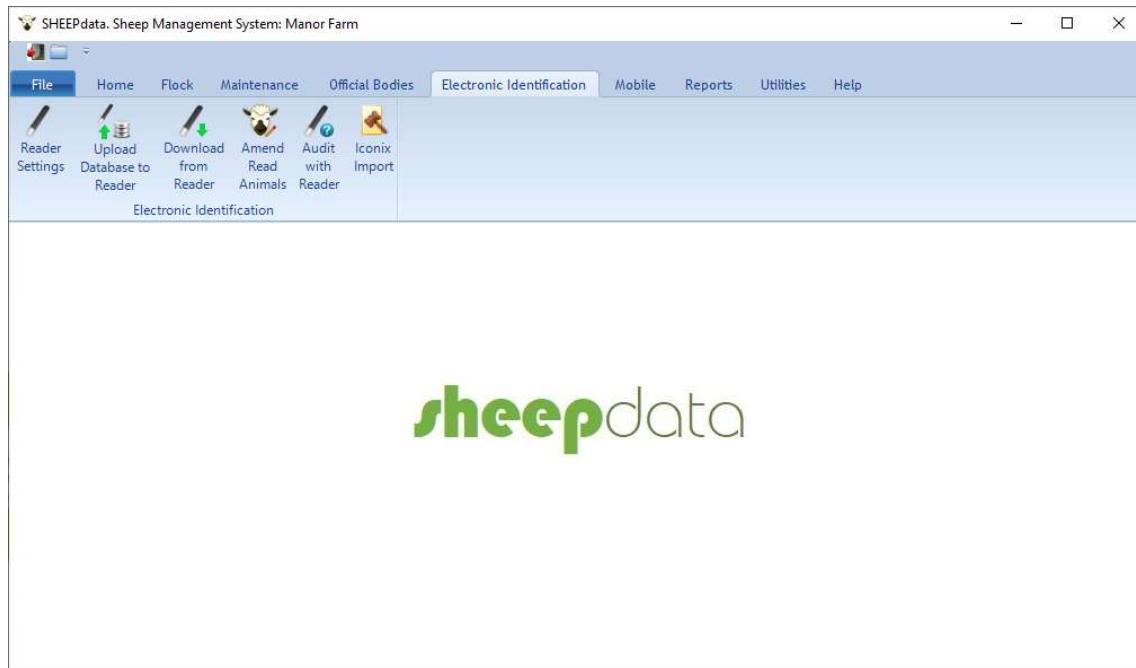 SHEEPdata. Sheep Management System: Manor Farm
File Home Flock Maintenance Official Bodies Electronic Identification Mobile Reports Utilities Help
Reader Settings
Upload Database to Reader
Download from Reader
Amend Read Animals
Audit with Reader
Iconix Import
Electronic Identification
sheepdata